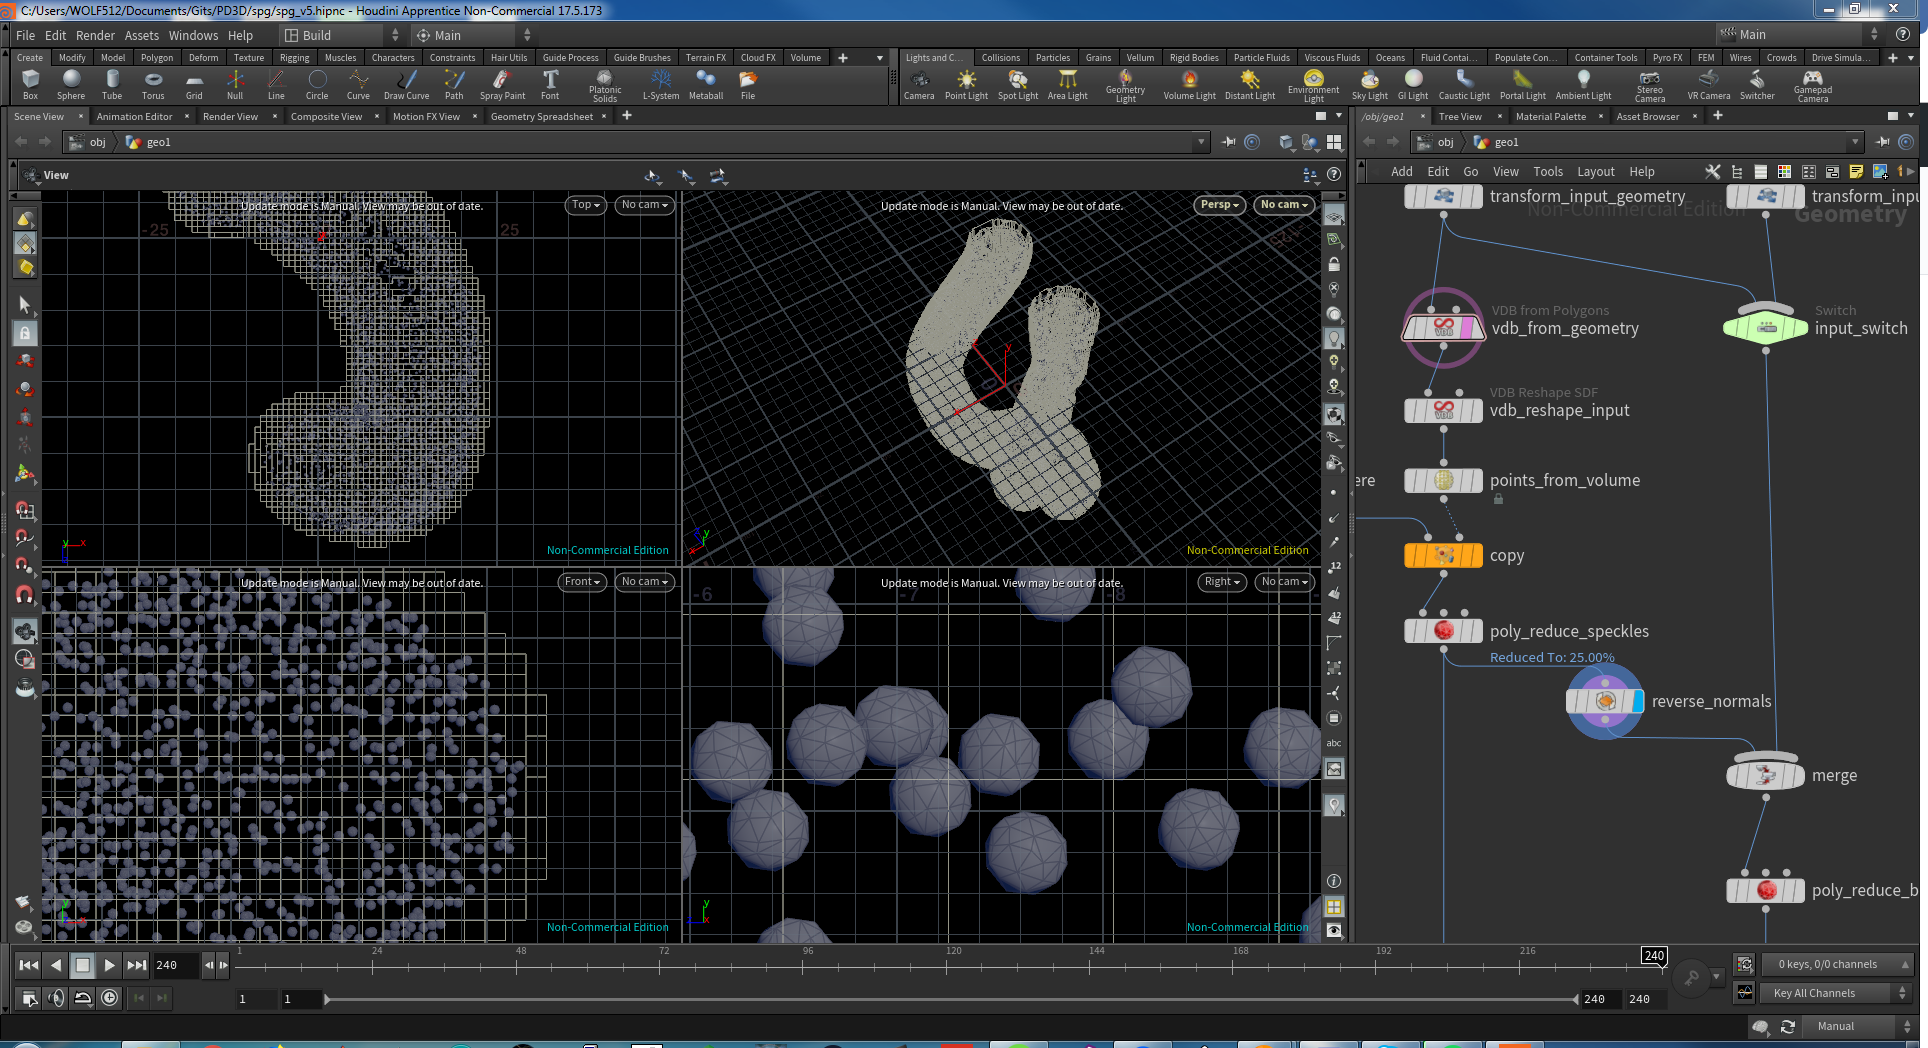 C:/Users/WOLF512/Documents/Gits/PD3D/spg/spg_v5.hipnc - Houdini Apprentice Non-Commercial 17.5.173
File Edit Render Assets Windows Help Build Main Main
Create Modify Model Polygon Deform Texture Rigging Muscles Characters Constraints Hair Utils Guide Process Guide Brushes Terrain FX Cloud FX Volume
Lights and C... Collisions Particles Grains Vellum Rigid Bodies Particle Fluids Viscous Fluids Oceans Fluid Contai... Populate Con... Container Tools Pyro FX FEM Wires Crowds Drive Simula...
Box Sphere Tube Torus Grid Null Line Circle Curve Draw Curve Path Spray Paint Font Platonic Solids L-System Metaball File
Camera Point Light Spot Light Area Light Geometry Light Volume Light Distant Light Environment Light Sky Light GI Light Caustic Light Portal Light Ambient Light Stereo Camera VR Camera Switcher Gamepad Camera
Scene View Animation Editor Render View Composite View Motion FX View Geometry Spreadsheet
/obj/geo1 Tree View Material Palette Asset Browser
obj geo1
obj geo1
View
Add Edit Go View Tools Layout Help
Update mode is Manual. View may be out of date. Top No cam
-25 25
Non-Commercial Edition
Update mode is Manual. View may be out of date. Persp No cam
Non-Commercial Edition
Update mode is Manual. View may be out of date. Front No cam
Non-Commercial Edition
Update mode is Manual. View may be out of date. Right No cam
-6 -7 -8
Non-Commercial Edition
12
12
abc
transform_input_geometry
transform_inpu
Non-Commercial Edition
Geometry
VDB from Polygons
vdb_from_geometry
Switch
input_switch
VDB Reshape SDF
vdb_reshape_input
ere
points_from_volume
copy
poly_reduce_speckles
Reduced To: 25.00%
reverse_normals
merge
poly_reduce_b
240
1 24 48 72 96 120 144 168 192 216
240
0 keys, 0/0 channels
1 1 240 240
Key All Channels
Manual